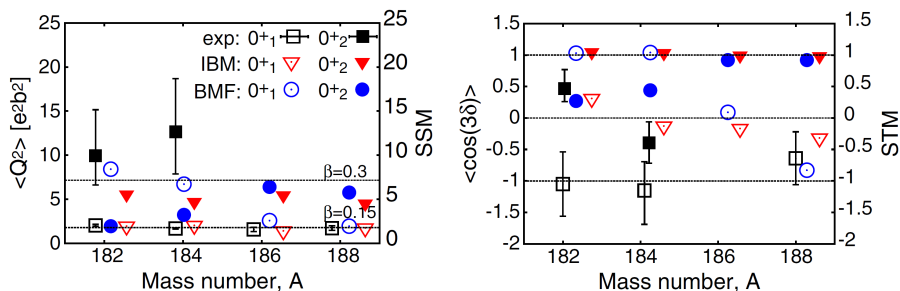 exp: 0+1 0+2
IBM: 0+1 0+2
BMF: 0+1 0+2
<Q2> [e2b2]
25
20
15
10
5
0
25
20
15
10
5
0
SSM
β=0.3
β=0.15
182 184 186 188
Mass number, A
<cos(3δ)>
1.5
1
0.5
0
-0.5
-1
-1.5
-2
1.5
1
0.5
0
-0.5
-1
-1.5
-2
STM
182 184 186 188
Mass number, A